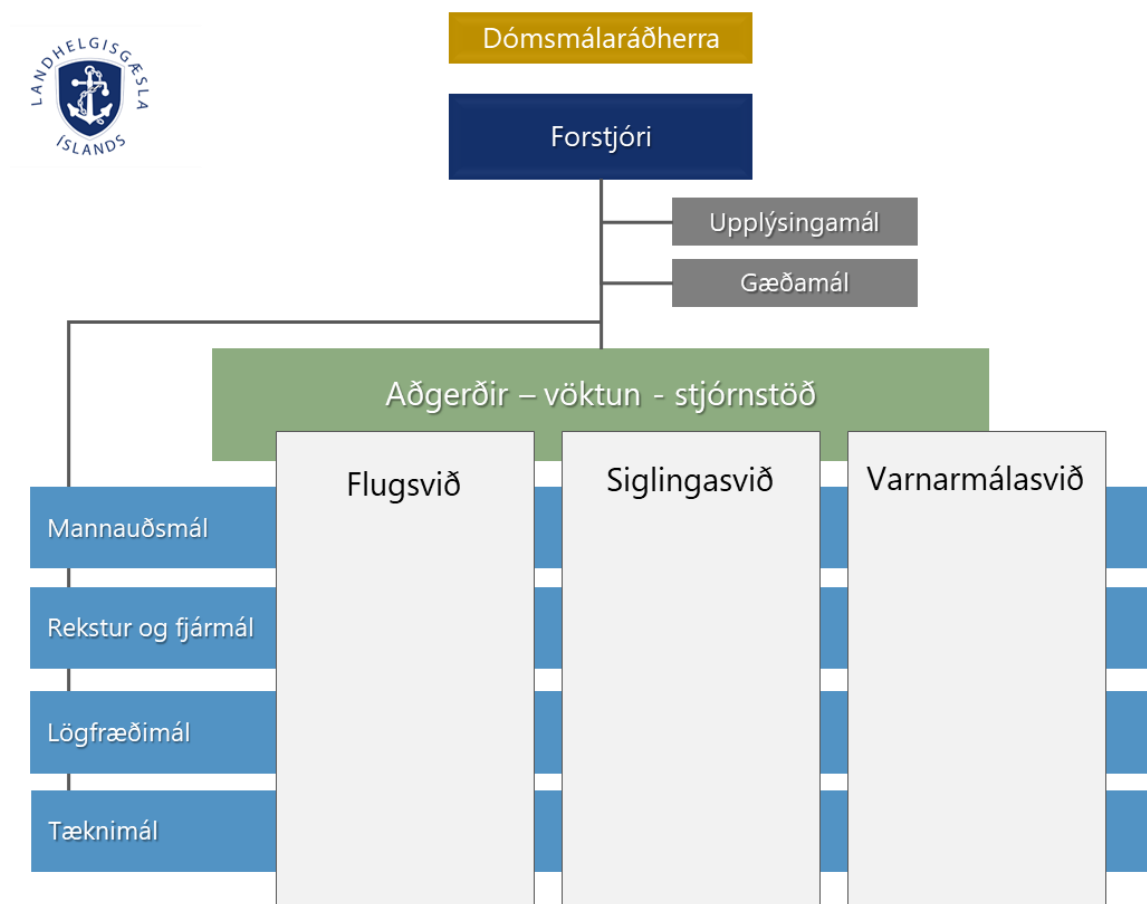 LANDHELGISGÆSLA
ÍSLANDS
Dómsmálaráðherra
Forstjóri
Upplýsingamál
Gæðamál
Aðgerðir – vöktun - stjórnstöð
Flugsvið
Siglingasvið
Varnarmálasvið
Mannauðsmál
Rekstur og fjármál
Lögfræðimál
Tæknimál